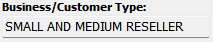 Business/Customer Type:
SMALL AND MEDIUM RESELLER